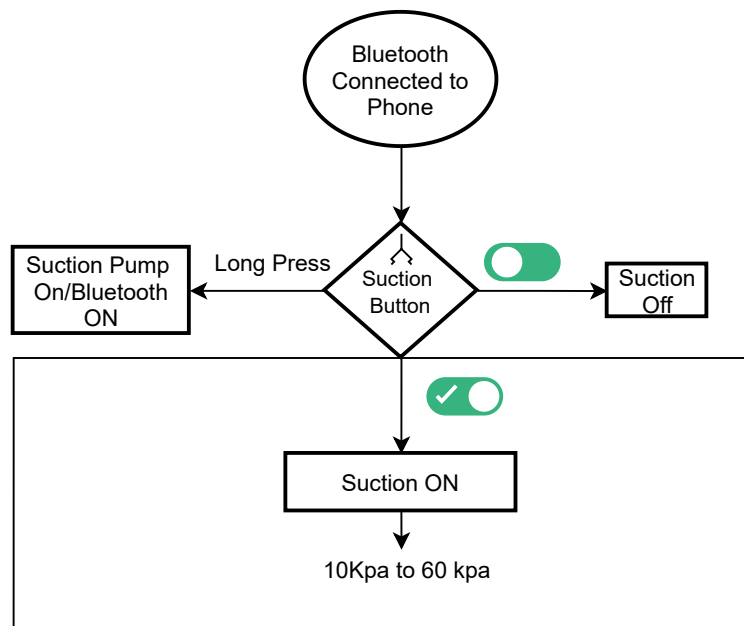 Bluetooth
Connected to
Phone
Long Press
Suction Pump
On/Bluetooth
ON
Suction
Button
Suction
Off
Suction ON
10Kpa to 60 kpa